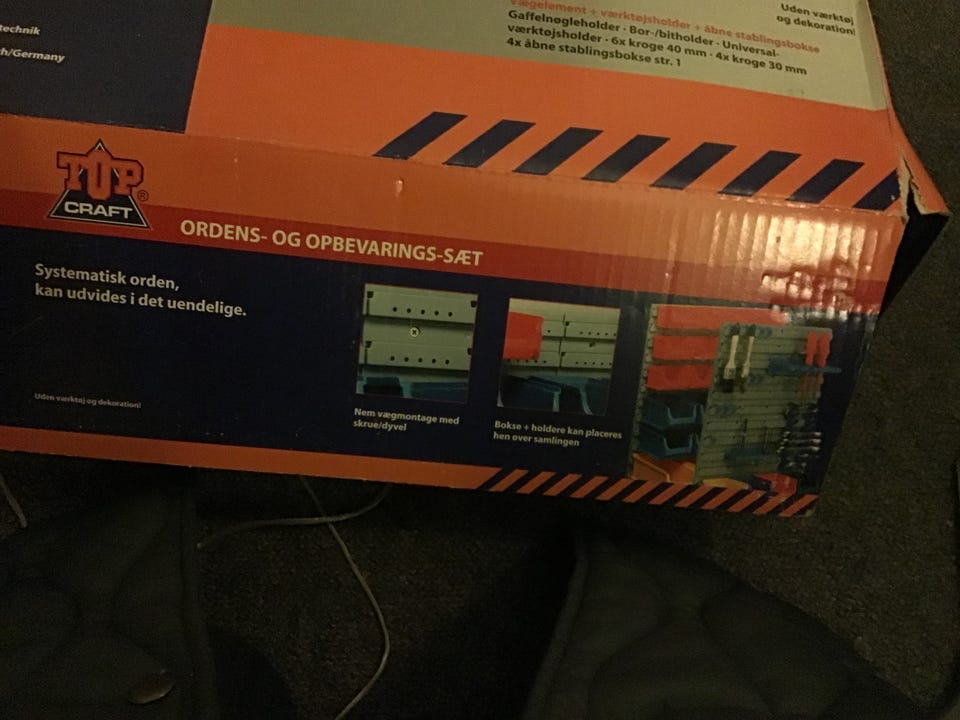 technik
ch/Germany
Vægelement + værktøjsholder + åbne stablingsbokse
Gaffelnøgleholder · Bor-/bitholder · Universal-
værktøjsholder · 6x kroge 40 mm · 4x kroge 30 mm
4x åbne stablingsbokse str. 1
Uden værktøj
og dekoration!
TOP
CRAFT
®
ORDENS- OG OPBEVARINGS-SÆT
Systematisk orden,
kan udvides i det uendelige.
Uden værktøj og dekoration!
Nem vægmontage med
skrue/dyvel
Bokse + holdere kan placeres
hen over samlingen